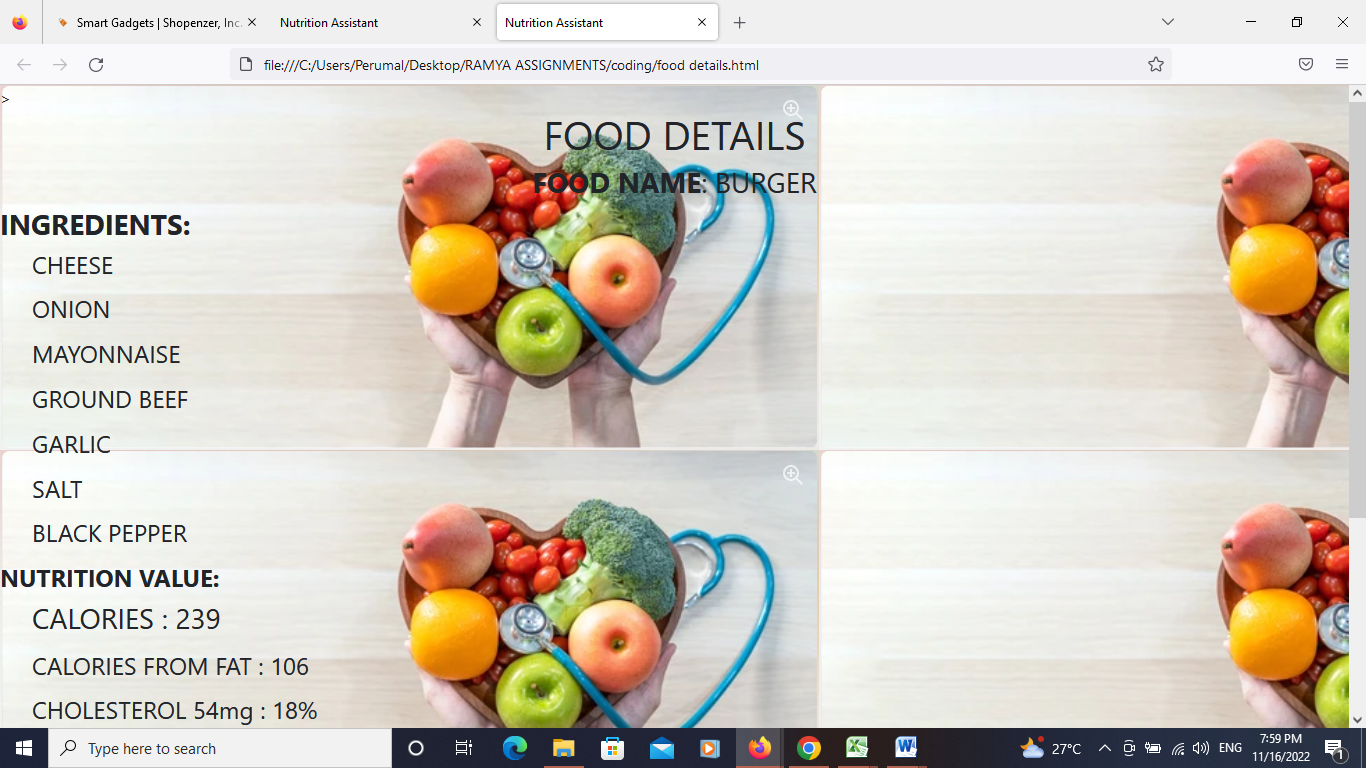 Smart Gadgets | Shopenzer, Inc.
Nutrition Assistant
Nutrition Assistant
file:///C:/Users/Perumal/Desktop/RAMYA ASSIGNMENTS/coding/food details.html
>
FOOD DETAILS
FOOD NAME: BURGER
INGREDIENTS:
CHEESE
ONION
MAYONNAISE
GROUND BEEF
GARLIC
SALT
BLACK PEPPER
NUTRITION VALUE:
CALORIES : 239
CALORIES FROM FAT : 106
CHOLESTEROL 54mg : 18%
Type here to search
27°C
ENG
7:59 PM
11/16/2022
1